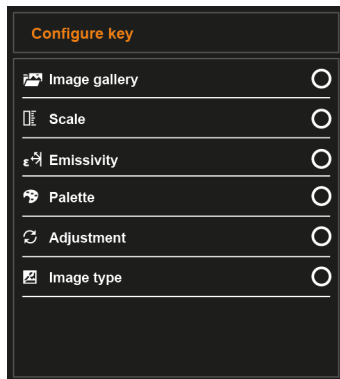 Configure key
Image gallery
Scale
ε Emissivity
Palette
Adjustment
Image type